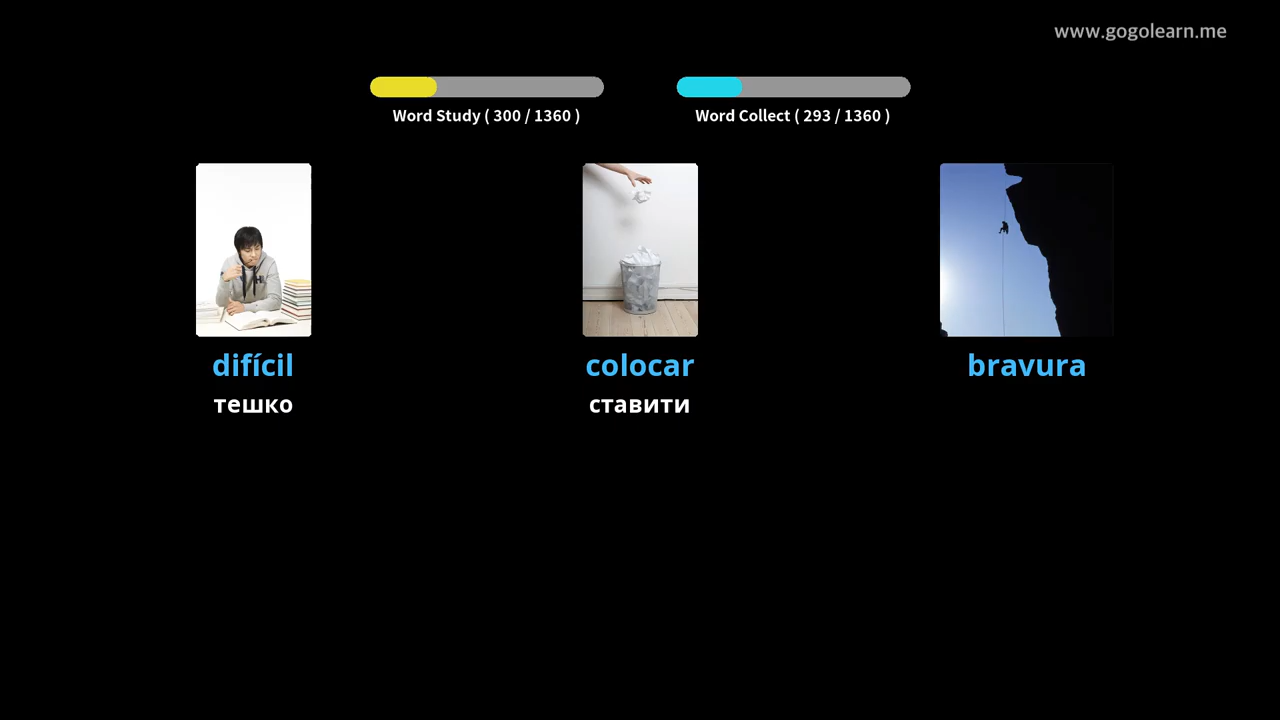 www.gogolearn.me
Word Study ( 300 / 1360 )
Word Collect ( 293 / 1360 )
difícil
тешко
colocar
ставити
bravura